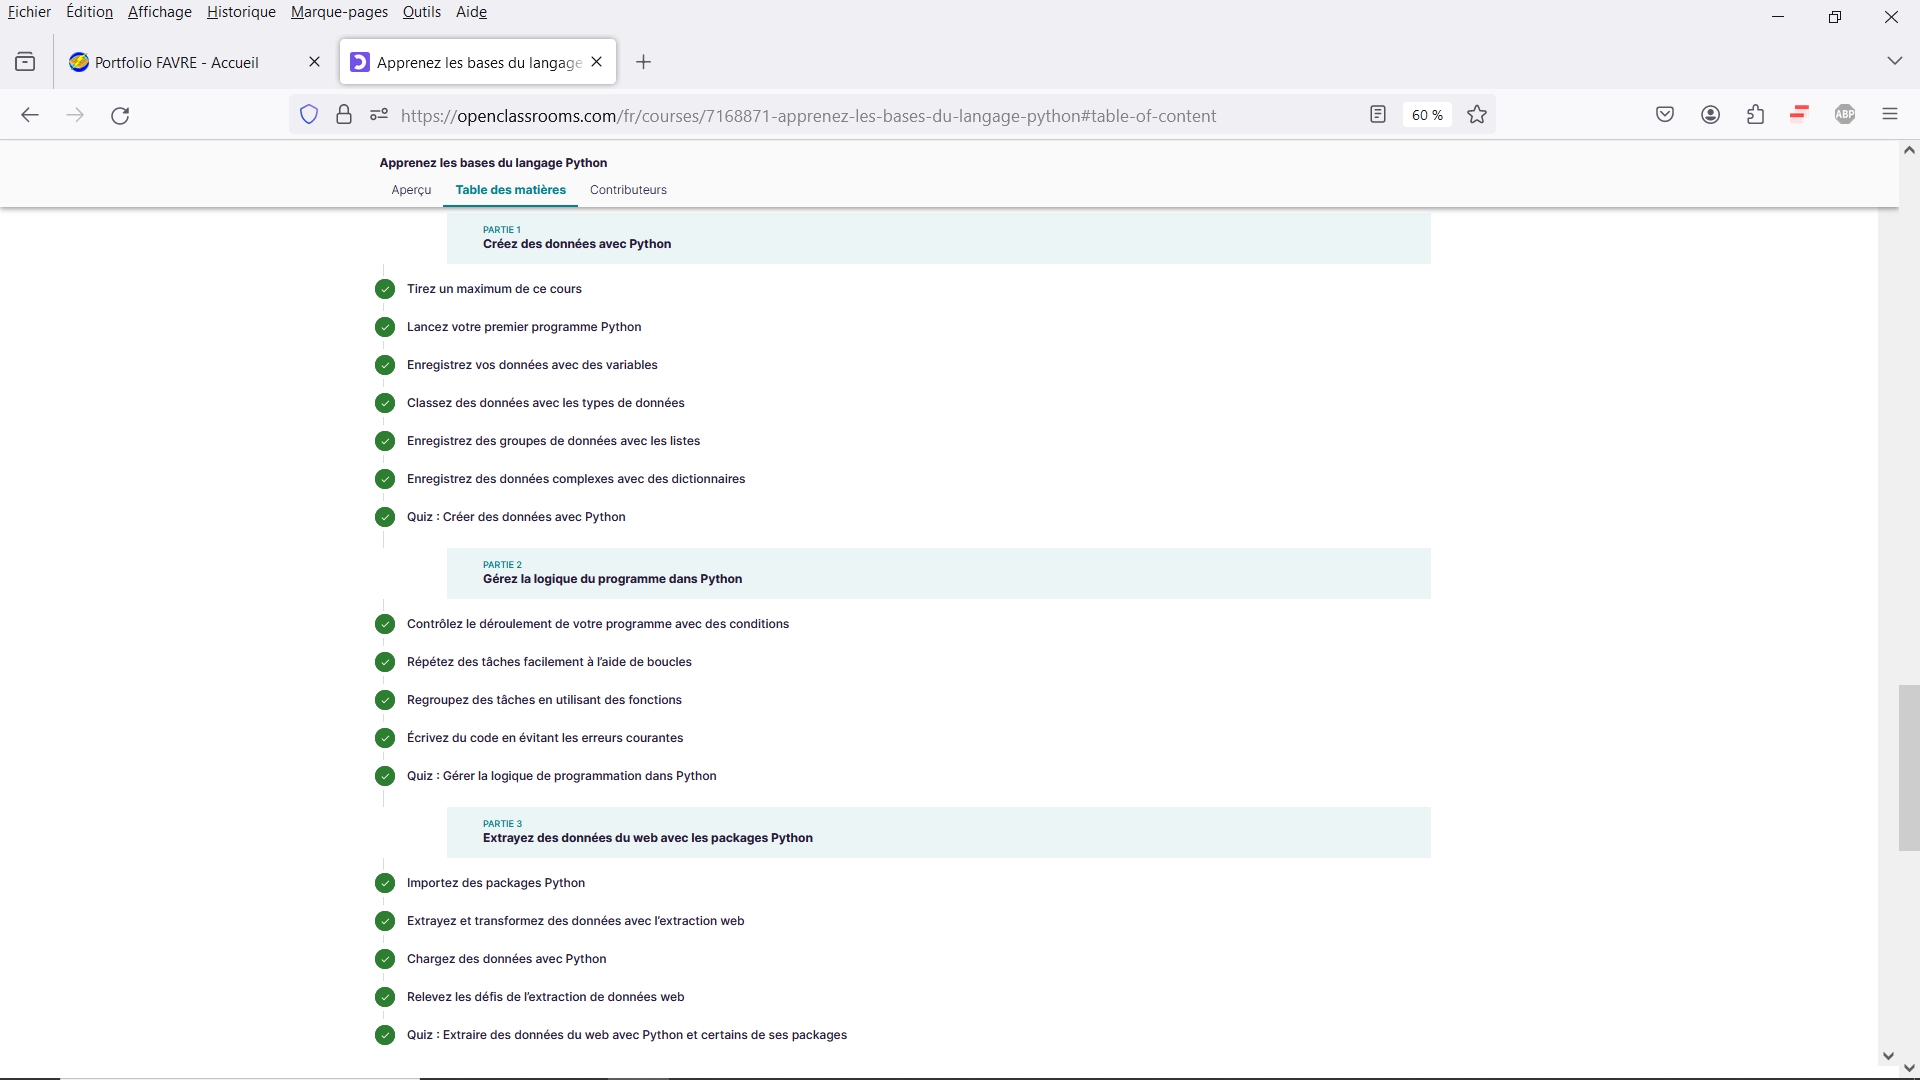 Fichier Édition Affichage Historique Marque-pages Outils Aide
Portfolio FAVRE - Accueil
Apprenez les bases du langage
https://openclassrooms.com/fr/courses/7168871-apprenez-les-bases-du-langage-python#table-of-content
60 %
ABP
Apprenez les bases du langage Python
Aperçu Table des matières Contributeurs
PARTIE 1
Créez des données avec Python
Tirez un maximum de ce cours
Lancez votre premier programme Python
Enregistrez vos données avec des variables
Classez des données avec les types de données
Enregistrez des groupes de données avec les listes
Enregistrez des données complexes avec des dictionnaires
Quiz : Créer des données avec Python
PARTIE 2
Gérez la logique du programme dans Python
Contrôlez le déroulement de votre programme avec des conditions
Répétez des tâches facilement à l'aide de boucles
Regroupez des tâches en utilisant des fonctions
Écrivez du code en évitant les erreurs courantes
Quiz : Gérer la logique de programmation dans Python
PARTIE 3
Extrayez des données du web avec les packages Python
Importez des packages Python
Extrayez et transformez des données avec l'extraction web
Chargez des données avec Python
Relevez les défis de l'extraction de données web
Quiz : Extraire des données du web avec Python et certains de ses packages